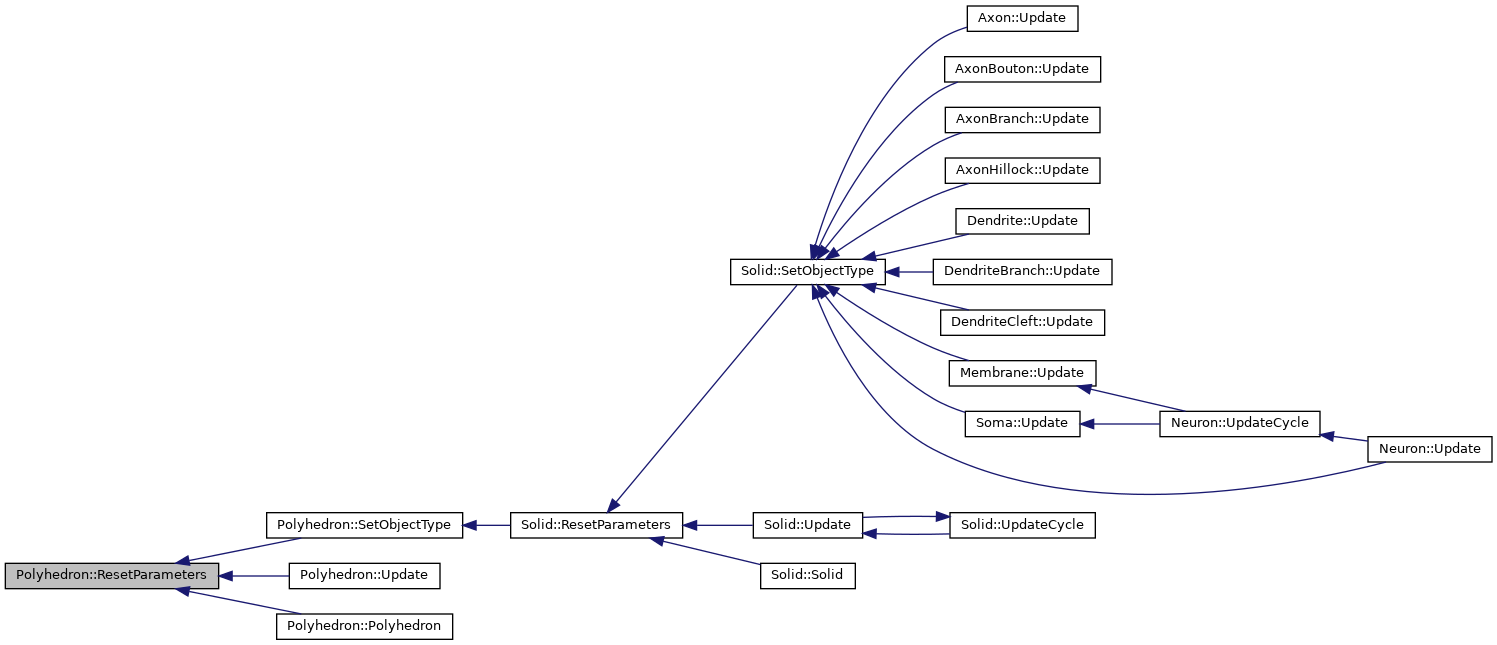 Axon::Update
AxonBouton::Update
AxonBranch::Update
AxonHillock::Update
Dendrite::Update
Solid::SetObjectType
DendriteBranch::Update
DendriteCleft::Update
Membrane::Update
Soma::Update
Neuron::UpdateCycle
Neuron::Update
Polyhedron::SetObjectType
Solid::ResetParameters
Solid::Update
Solid::UpdateCycle
Polyhedron::ResetParameters
Polyhedron::Update
Solid::Solid
Polyhedron::Polyhedron